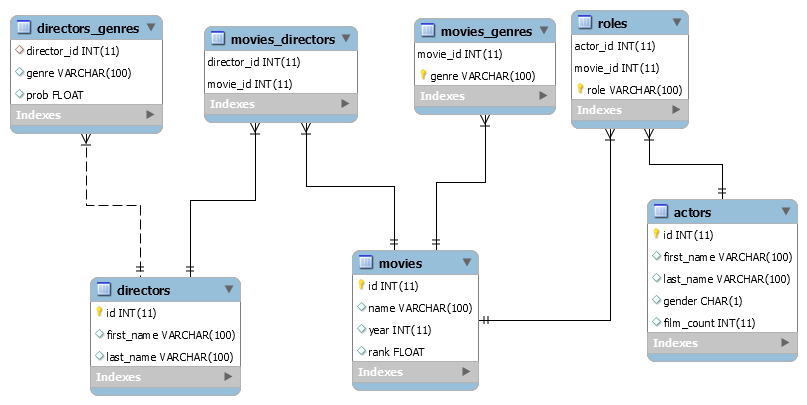 directors_genres
director_id INT(11)
genre VARCHAR(100)
prob FLOAT
Indexes
movies_directors
director_id INT(11)
movie_id INT(11)
Indexes
movies_genres
movie_id INT(11)
genre VARCHAR(100)
Indexes
roles
actor_id INT(11)
movie_id INT(11)
role VARCHAR(100)
Indexes
directors
id INT(11)
first_name VARCHAR(100)
last_name VARCHAR(100)
Indexes
movies
id INT(11)
name VARCHAR(100)
year INT(11)
rank FLOAT
Indexes
actors
id INT(11)
first_name VARCHAR(100)
last_name VARCHAR(100)
gender CHAR(1)
film_count INT(11)
Indexes